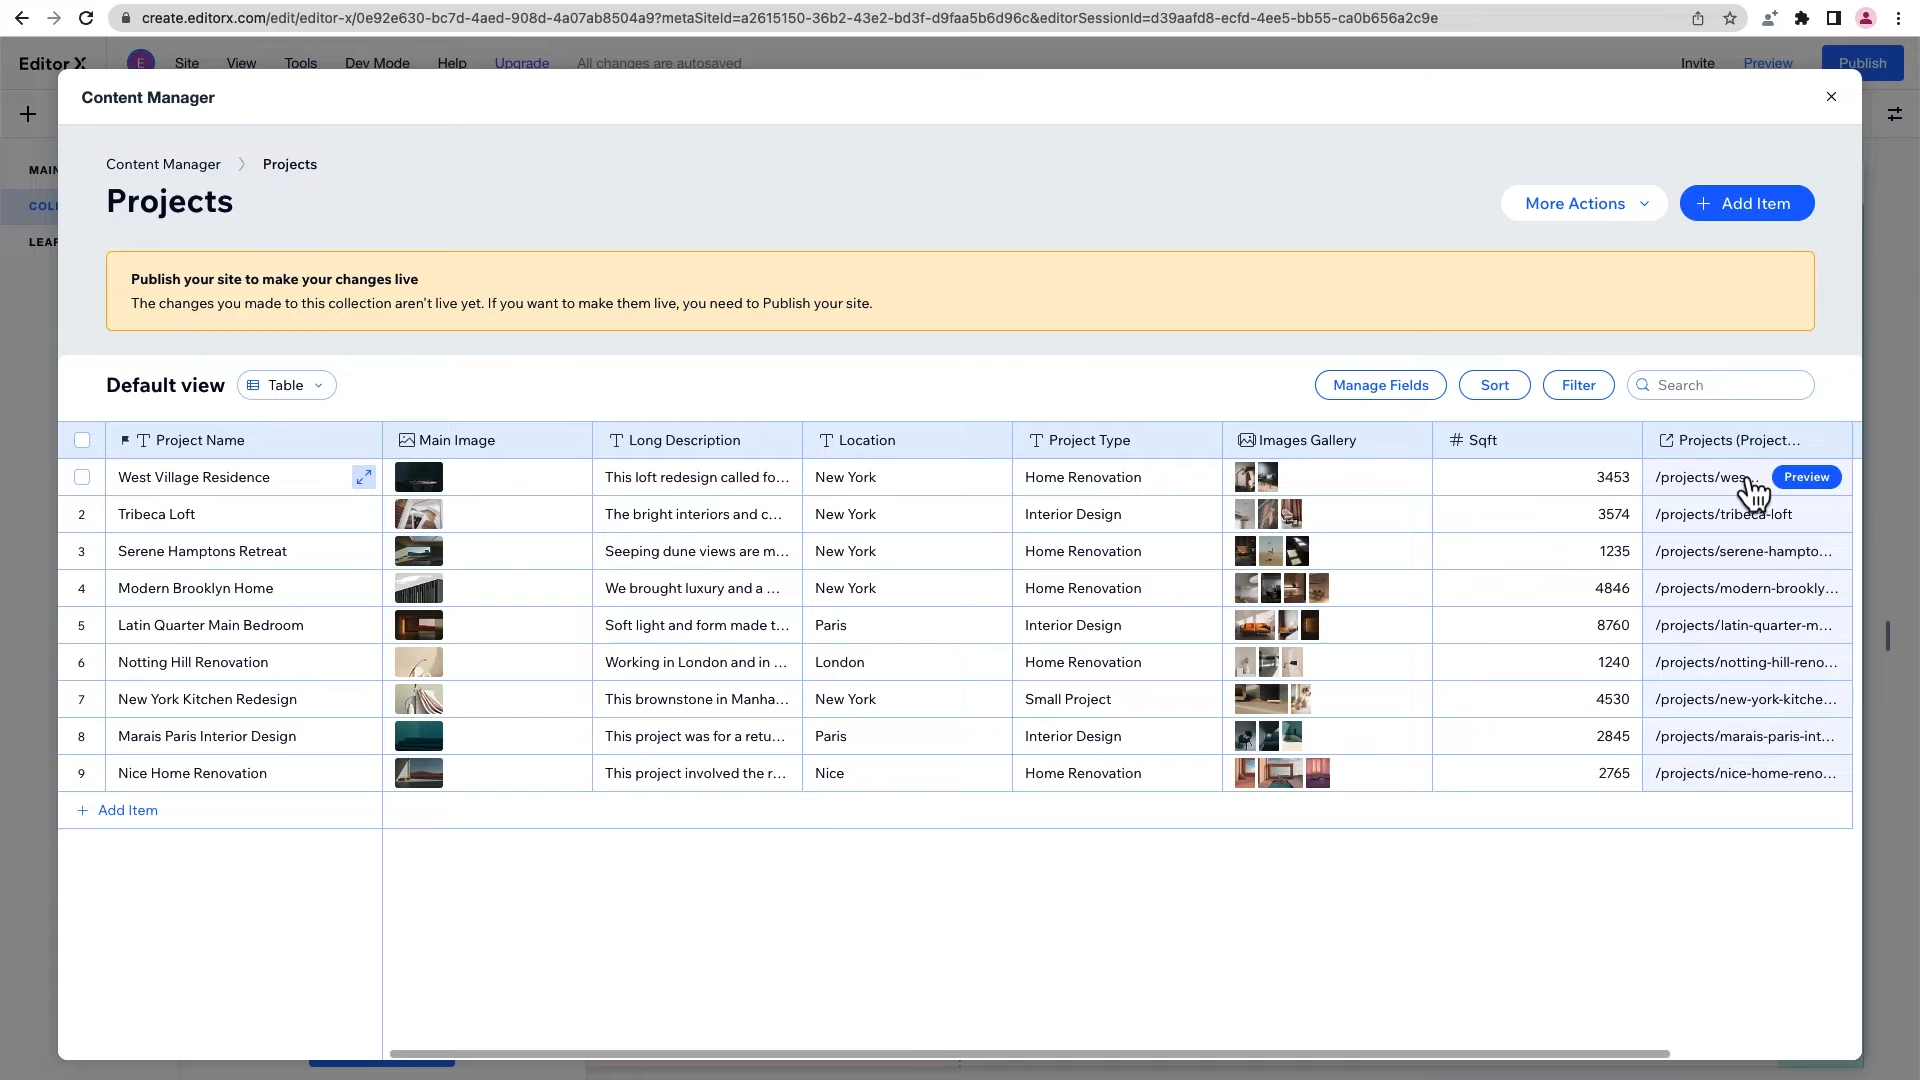 create.editorx.com/edit/editor-x/0e92e630-bc7d-4aed-908d-4a07ab8504a9?metaSiteId=a2615150-36b2-43e2-bd3f-d9faa5b6d96c&editorSessionId=d39aafd8-ecfd-4ee5-bb55-ca0b656a2c9e
Editor X E Site View Tools Dev Mode Help Upgrade All changes are autosaved Invite Preview Publish
Content Manager
MAIN
COLL
LEAF
Content Manager Projects
Projects
More Actions Add Item
Publish your site to make your changes live
The changes you made to this collection aren't live yet. If you want to make them live, you need to Publish your site.
Default view Table Manage Fields Sort Filter Search
Project Name Main Image Long Description Location Project Type Images Gallery # Sqft Projects (Project...
West Village Residence This loft redesign called fo... New York Home Renovation 3453 /projects/wes... Preview
2 Tribeca Loft The bright interiors and c... New York Interior Design 3574 /projects/tribeca-loft
3 Serene Hamptons Retreat Seeping dune views are m... New York Home Renovation 1235 /projects/serene-hampto...
4 Modern Brooklyn Home We brought luxury and a ... New York Home Renovation 4846 /projects/modern-brookly...
5 Latin Quarter Main Bedroom Soft light and form made t... Paris Interior Design 8760 /projects/latin-quarter-m...
6 Notting Hill Renovation Working in London and in ... London Home Renovation 1240 /projects/notting-hill-reno...
7 New York Kitchen Redesign This brownstone in Manha... New York Small Project 4530 /projects/new-york-kitche...
8 Marais Paris Interior Design This project was for a retu... Paris Interior Design 2845 /projects/marais-paris-int...
9 Nice Home Renovation This project involved the r... Nice Home Renovation 2765 /projects/nice-home-reno...
+ Add Item